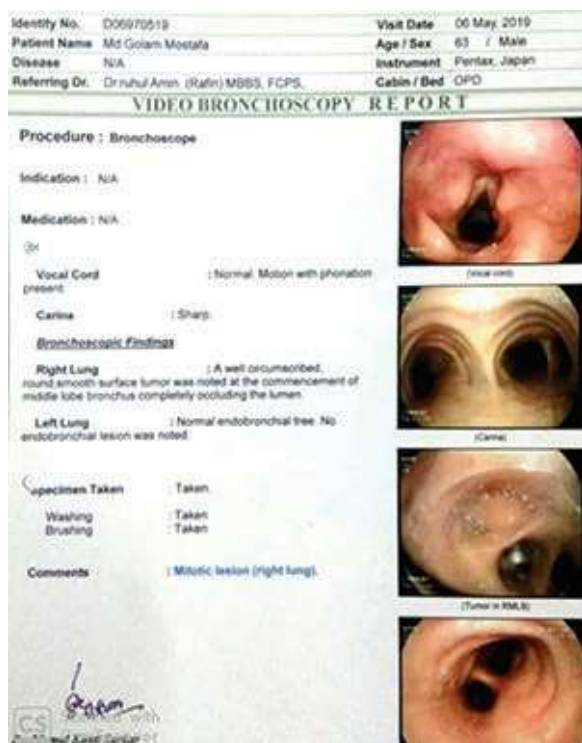 Identity No. D06970519 Visit Date 06 May, 2019
Patient Name Md Golam Mostafa Age / Sex 63 / Male
Disease N/A Instrument Pentax, Japan
Referring Dr. Dr.ruhul Amin (Rafin) MBBS, FCPS, Cabin / Bed OPD
VIDEO BRONCHOSCOPY REPORT
Procedure : Bronchoscope
Indication : N/A
Medication : N/A
Vocal Cord : Normal. Motion with phonation
present.
Carina : Sharp.
Bronchoscopic Findings
Right Lung : A well circumscribed,
round smooth surface tumor was noted at the commencement of
middle lobe bronchus completely occluding the lumen.
Left Lung : Normal endobronchial tree. No
endobronchial lesion was noted.
Specimen Taken : Taken.
Washing : Taken
Brushing : Taken
Comments : Mitotic lesion (right lung).
(Vocal cord)
(Carina)
(Tumor in RMLB)
CS with